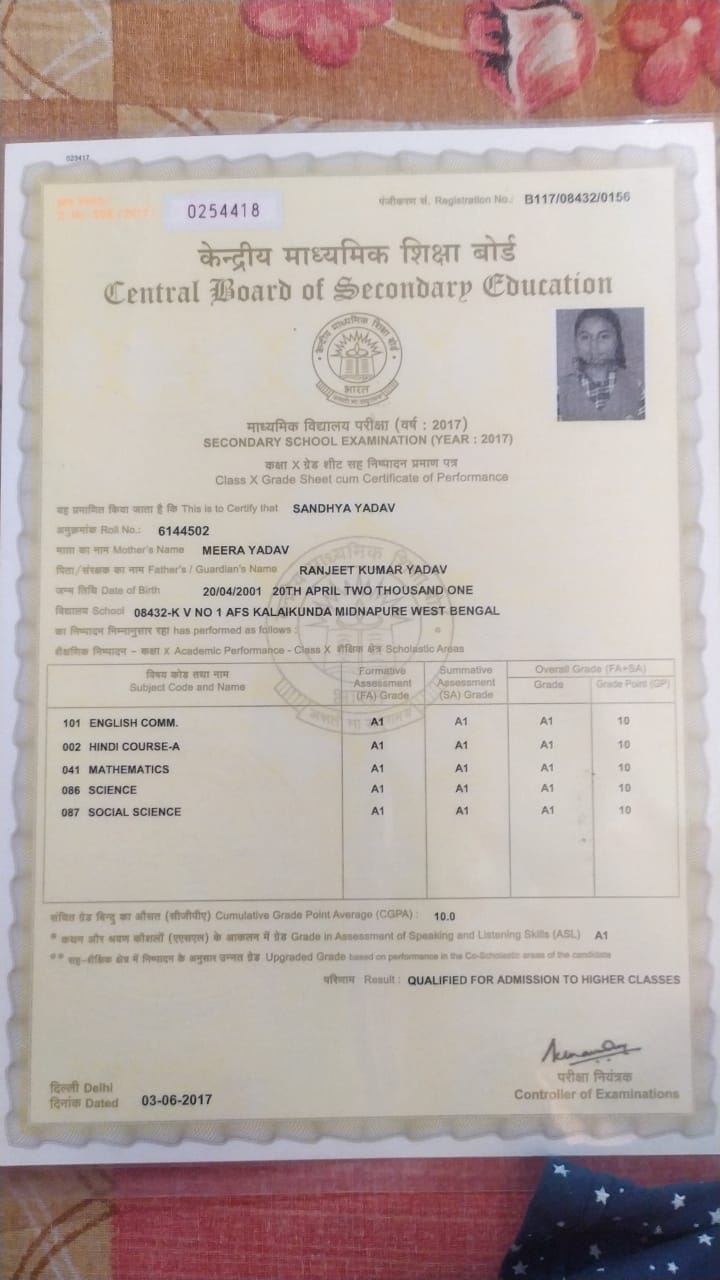 023417
0254418
पंजीकरण सं. Registration No.: B117/08432/0156
केन्द्रीय माध्यमिक शिक्षा बोर्ड
Central Board of Secondary Education
केन्द्रीय माध्यमिक शिक्षा बोर्ड
भारत
असतो मा सद्गमय
माध्यमिक विद्यालय परीक्षा (वर्ष : 2017)
SECONDARY SCHOOL EXAMINATION (YEAR : 2017)
कक्षा X ग्रेड शीट सह निष्पादन प्रमाण पत्र
Class X Grade Sheet cum Certificate of Performance
यह प्रमाणित किया जाता है कि This is to Certify that SANDHYA YADAV
अनुक्रमांक Roll No.: 6144502
माता का नाम Mother's Name MEERA YADAV
पिता/संरक्षक का नाम Father's / Guardian's Name RANJEET KUMAR YADAV
जन्म तिथि Date of Birth 20/04/2001 20TH APRIL TWO THOUSAND ONE
विद्यालय School 08432-K V NO 1 AFS KALAIKUNDA MIDNAPURE WEST BENGAL
का निष्पादन निम्नानुसार रहा has performed as follows :
शैक्षणिक निष्पादन – कक्षा X Academic Performance - Class X शैक्षिक क्षेत्र Scholastic Areas
विषय कोड तथा नाम
Subject Code and Name
Formative Assessment (FA) Grade
Summative Assessment (SA) Grade
Overall Grade (FA+SA)
Grade Grade Point (GP)
101 ENGLISH COMM. A1 A1 A1 10
002 HINDI COURSE-A A1 A1 A1 10
041 MATHEMATICS A1 A1 A1 10
086 SCIENCE A1 A1 A1 10
087 SOCIAL SCIENCE A1 A1 A1 10
संचित ग्रेड बिन्दु का औसत (सीजीपीए) Cumulative Grade Point Average (CGPA) : 10.0
* कथन और श्रवण कौशलों (एएसएल) के आकलन में ग्रेड Grade in Assessment of Speaking and Listening Skills (ASL) A1
** सह-शैक्षिक क्षेत्र में निष्पादन के अनुसार उन्नत ग्रेड Upgraded Grade based on performance in the Co-Scholastic areas of the candidate
परिणाम Result : QUALIFIED FOR ADMISSION TO HIGHER CLASSES
दिल्ली Delhi
दिनांक Dated 03-06-2017
परीक्षा नियंत्रक
Controller of Examinations